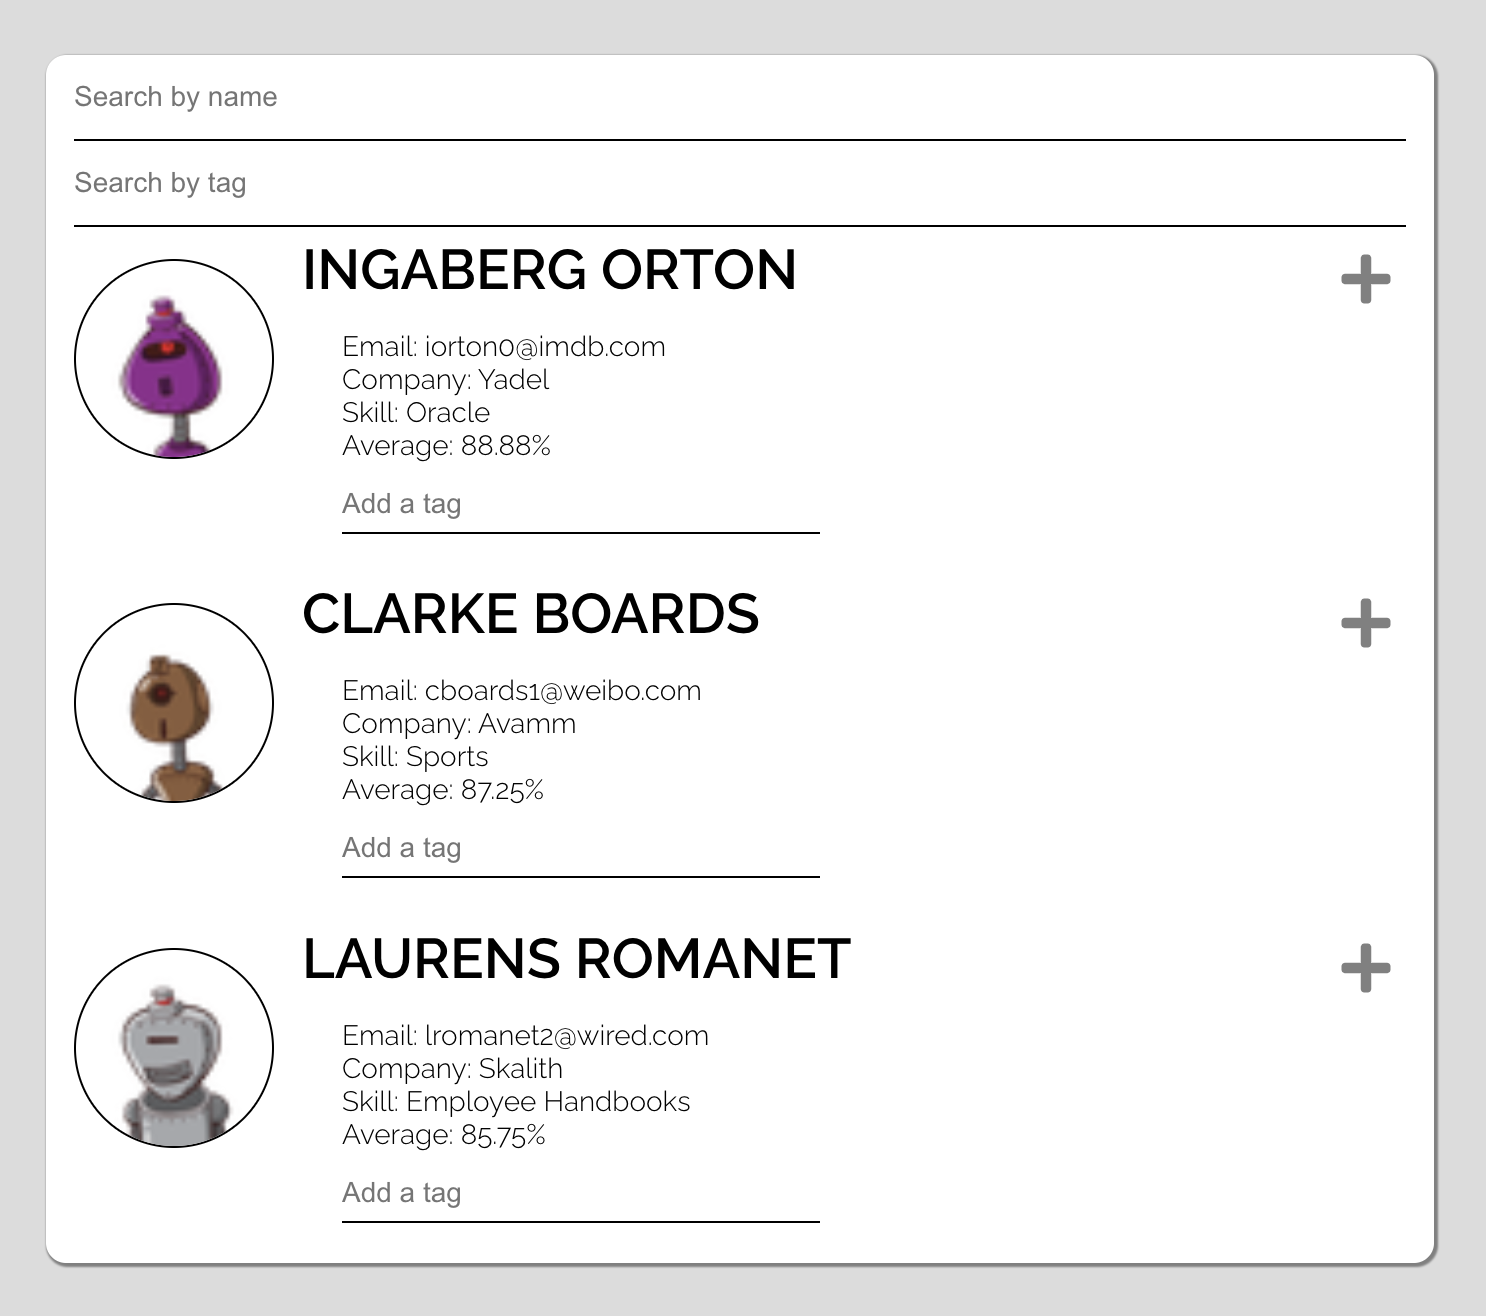 Search by name
Search by tag
INGABERG ORTON
Email: iorton0@imdb.com
Company: Yadel
Skill: Oracle
Average: 88.88%
Add a tag
CLARKE BOARDS
Email: cboards1@weibo.com
Company: Avamm
Skill: Sports
Average: 87.25%
Add a tag
LAURENS ROMANET
Email: lromanet2@wired.com
Company: Skalith
Skill: Employee Handbooks
Average: 85.75%
Add a tag